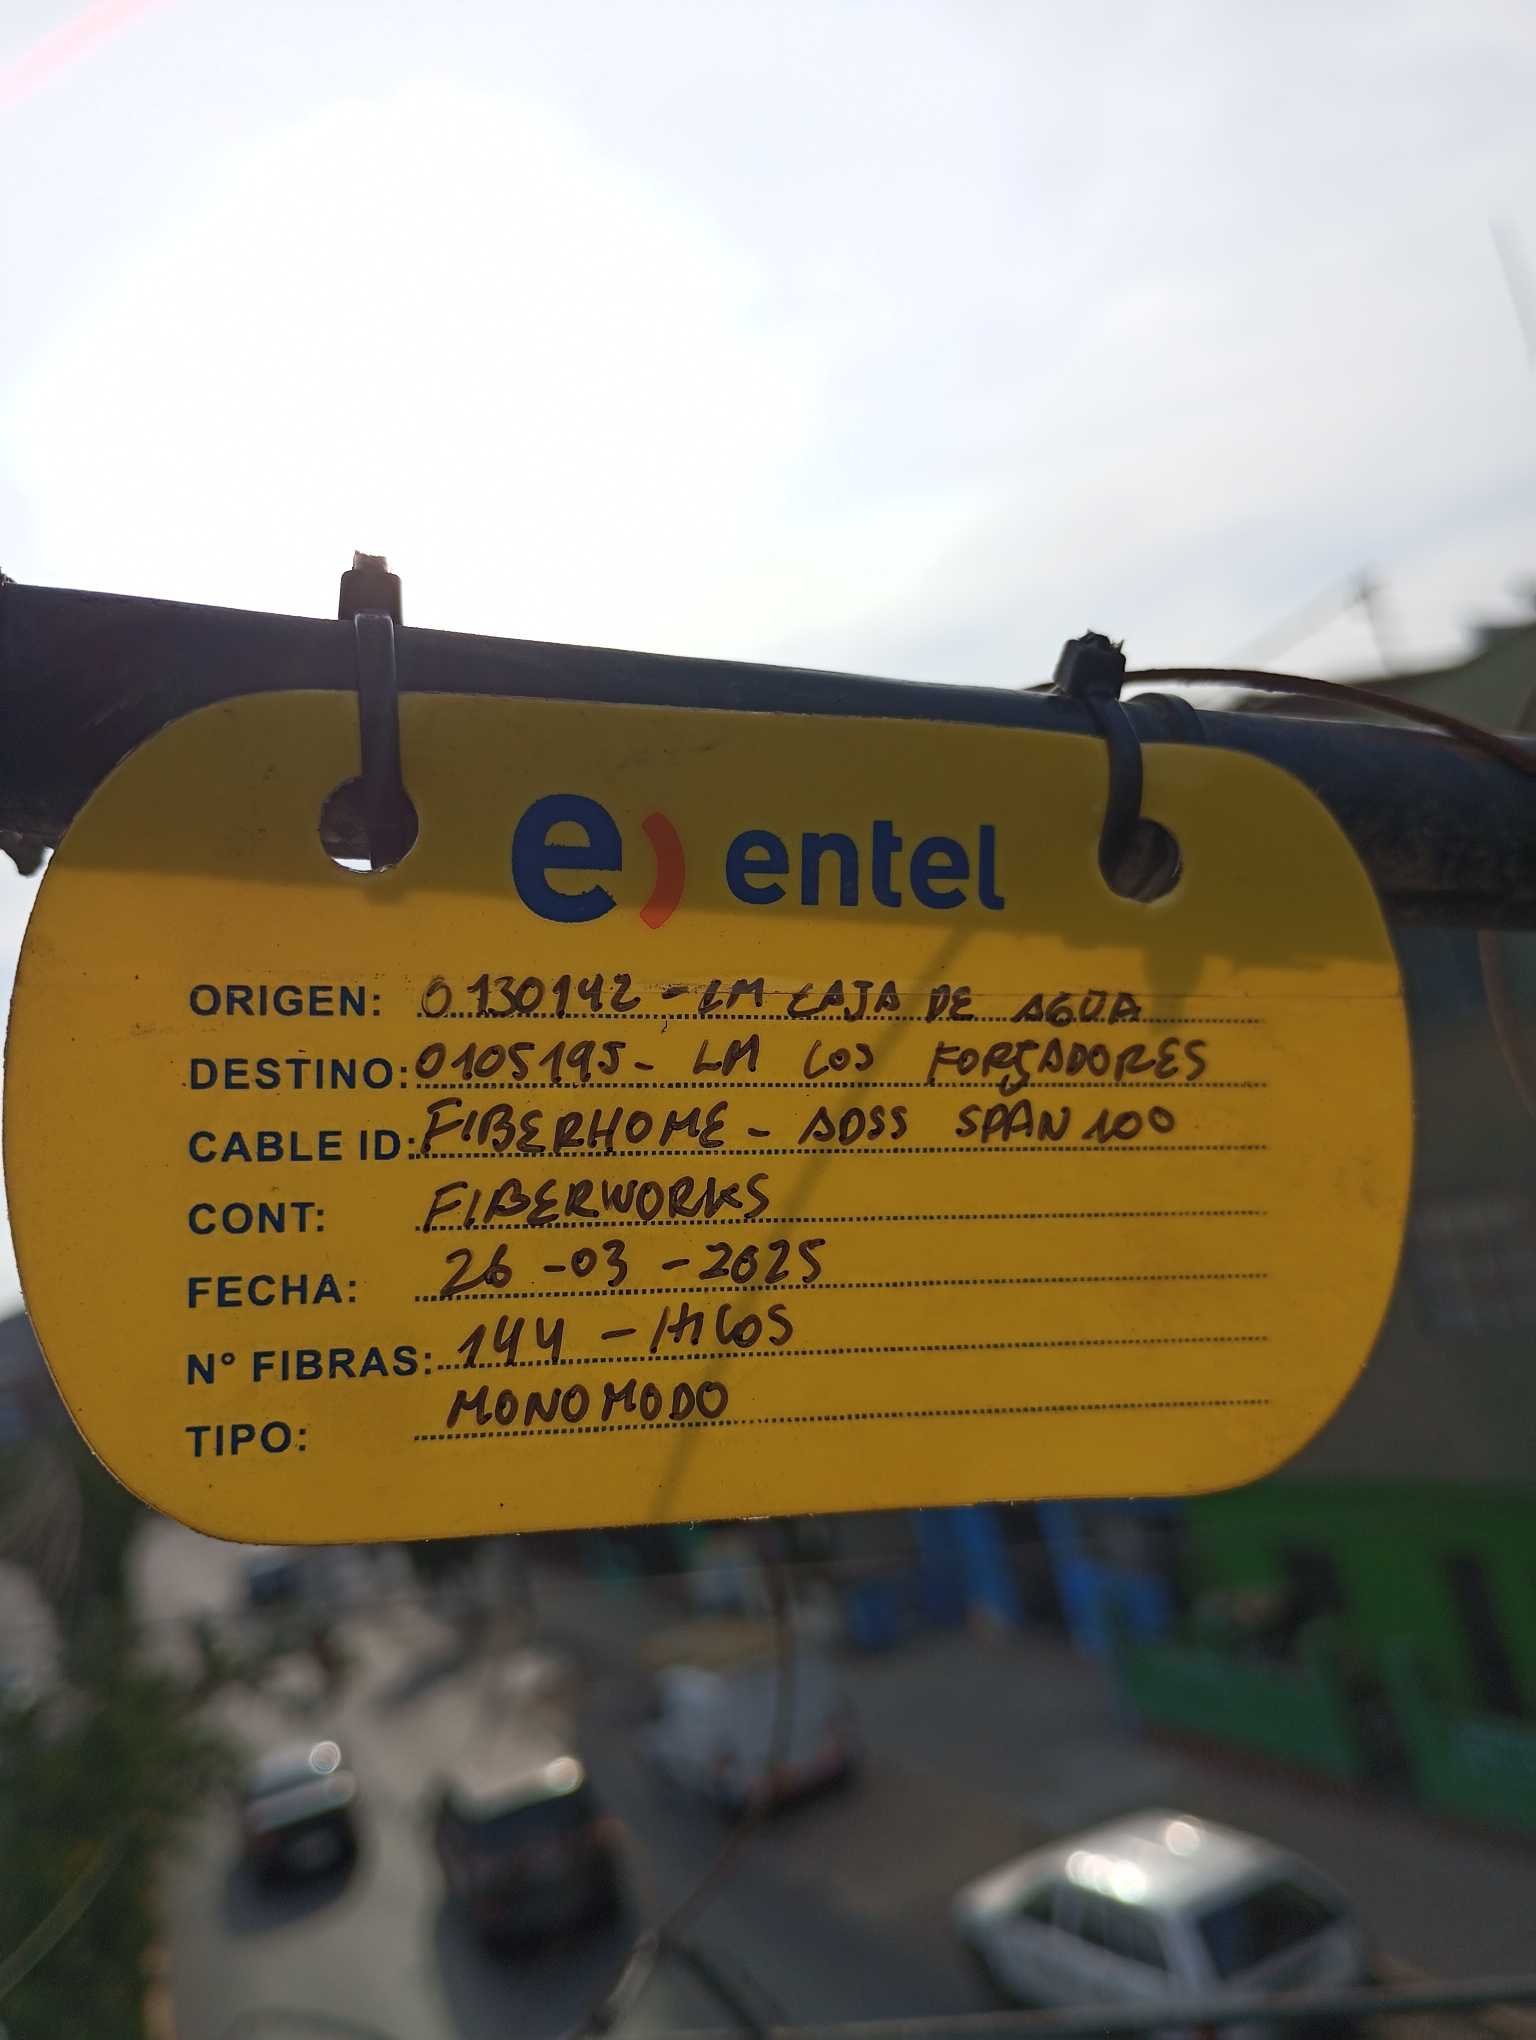 e) entel
ORIGEN: 0130142 - LM CAJA DE AGUA
DESTINO: 0105195 - LM LOS FORJADORES
CABLE ID: FIBERHOME - ADSS SPAN 100
CONT: FIBERWORKS
FECHA: 26-03-2025
N° FIBRAS: 144 - HILOS
TIPO: MONOMODO